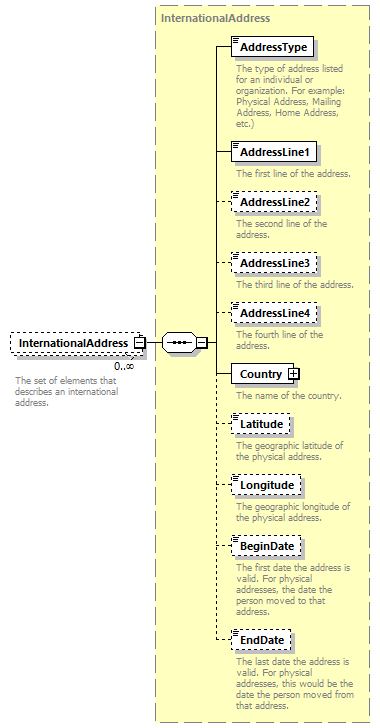 InternationalAddress
AddressType
The type of address listed
for an individual or
organization. For example:
Physical Address, Mailing
Address, Home Address,
etc.)
AddressLine1
The first line of the address.
AddressLine2
The second line of the
address.
AddressLine3
The third line of the address.
AddressLine4
The fourth line of the
address.
InternationalAddress
0..∞
The set of elements that
describes an international
address.
Country
The name of the country.
Latitude
The geographic latitude of
the physical address.
Longitude
The geographic longitude of
the physical address.
BeginDate
The first date the address is
valid. For physical
addresses, the date the
person moved to that
address.
EndDate
The last date the address is
valid. For physical
addresses, this would be the
date the person moved from
that address.